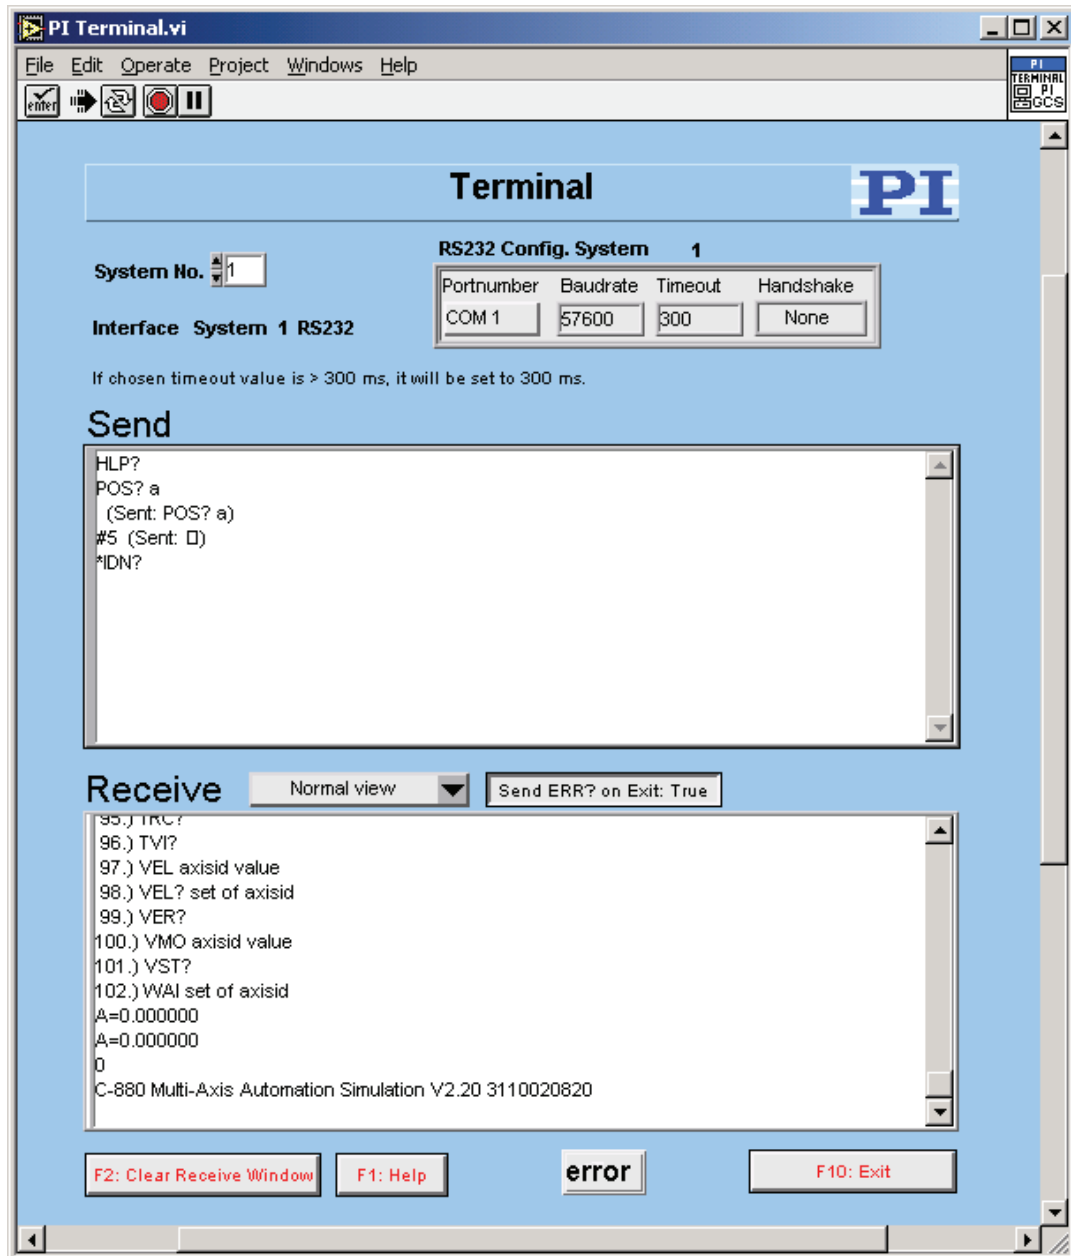 PI Terminal.vi
File Edit Operate Project Windows Help
enter
PI
TERMINAL
PI
GCS
Terminal
PI
RS232 Config. System 1
System No. 1
Portnumber Baudrate Timeout Handshake
COM 1 57600 300 None
Interface System 1 RS232
If chosen timeout value is > 300 ms, it will be set to 300 ms.
Send
HLP?
POS? a
(Sent: POS? a)
#5 (Sent: □)
*IDN?
Receive Normal view Send ERR? on Exit: True
95.) TRC?
96.) TVI?
97.) VEL axisid value
98.) VEL? set of axisid
99.) VER?
100.) VMO axisid value
101.) VST?
102.) WAI set of axisid
A=0.000000
A=0.000000
0
C-880 Multi-Axis Automation Simulation V2.20 3110020820
F2: Clear Receive Window F1: Help error F10: Exit